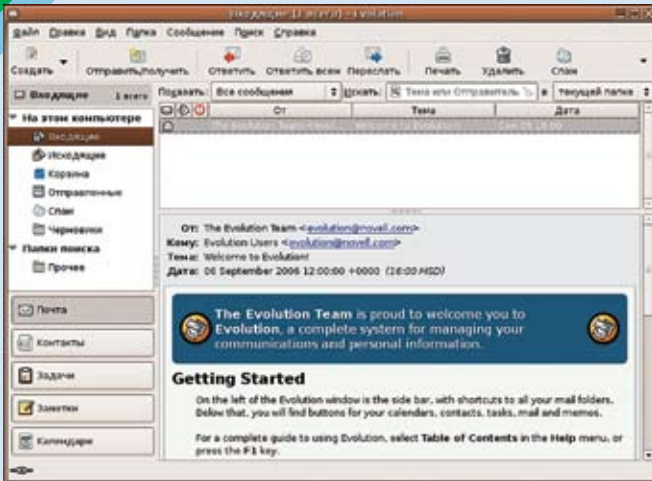 Входящие (1 всего) - Evolution
Файл Правка Вид Папка Сообщение Поиск Справка
Создать Отправить/получить Ответить Ответить всем Переслать Печать Удалить Спам
Входящие 1 всего
Показать: Все сообщения Искать: Тема или Отправитель в текущей папке
На этом компьютере
От Тема Дата
Входящие
Исходящие
Корзина
Отправленные
Спам
Черновики
Папки поиска
Прочее
Почта
Контакты
Задачи
Заметки
Календари
От: The Evolution Team <evolution@novell.com>
Кому: Evolution Users <evolution@novell.com>
Тема: Welcome to Evolution!
Дата: 06 September 2006 12:00:00 +0000 (16:00 MSD)
The Evolution Team is proud to welcome you to
Evolution, a complete system for managing your
communications and personal information.
Getting Started
On the left of the Evolution window is the side bar, with shortcuts to all your mail folders.
Below that, you will find buttons for your calendars, contacts, tasks, mail and memos.
For a complete guide to using Evolution, select Table of Contents in the Help menu, or
press the F1 key.